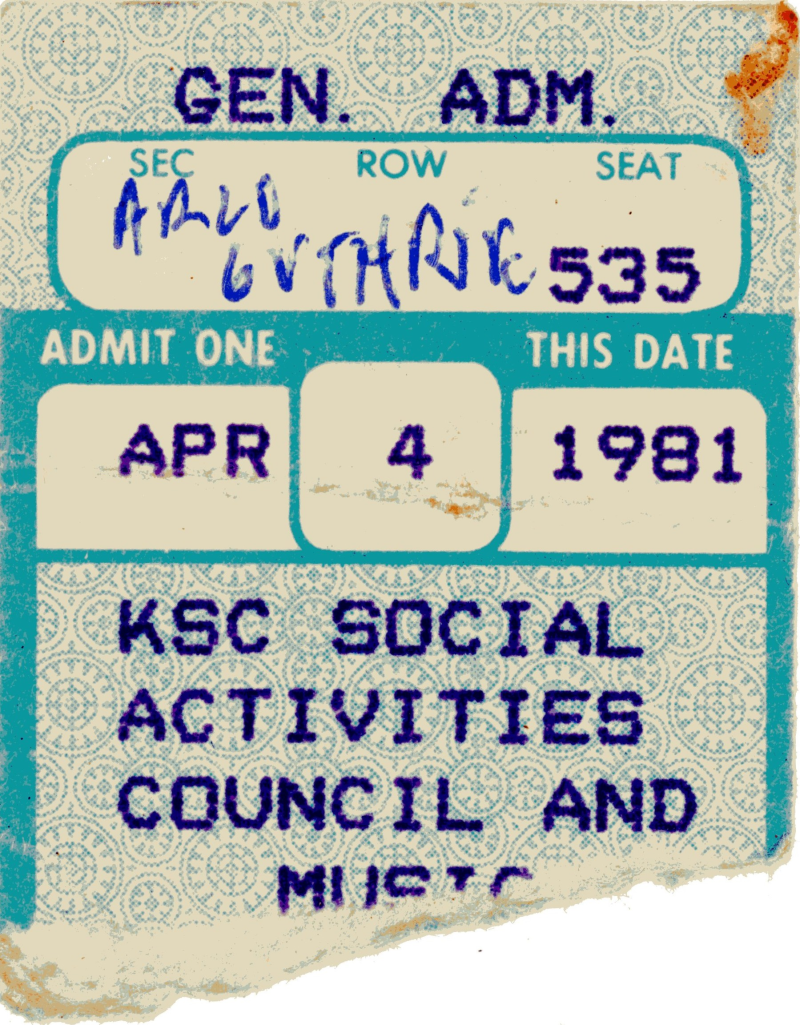 GEN. ADM.
SEC ROW SEAT
ARLO
GUTHRIE 535
ADMIT ONE THIS DATE
APR 4 1981
KSC SOCIAL
ACTIVITIES
COUNCIL AND
MUSIC